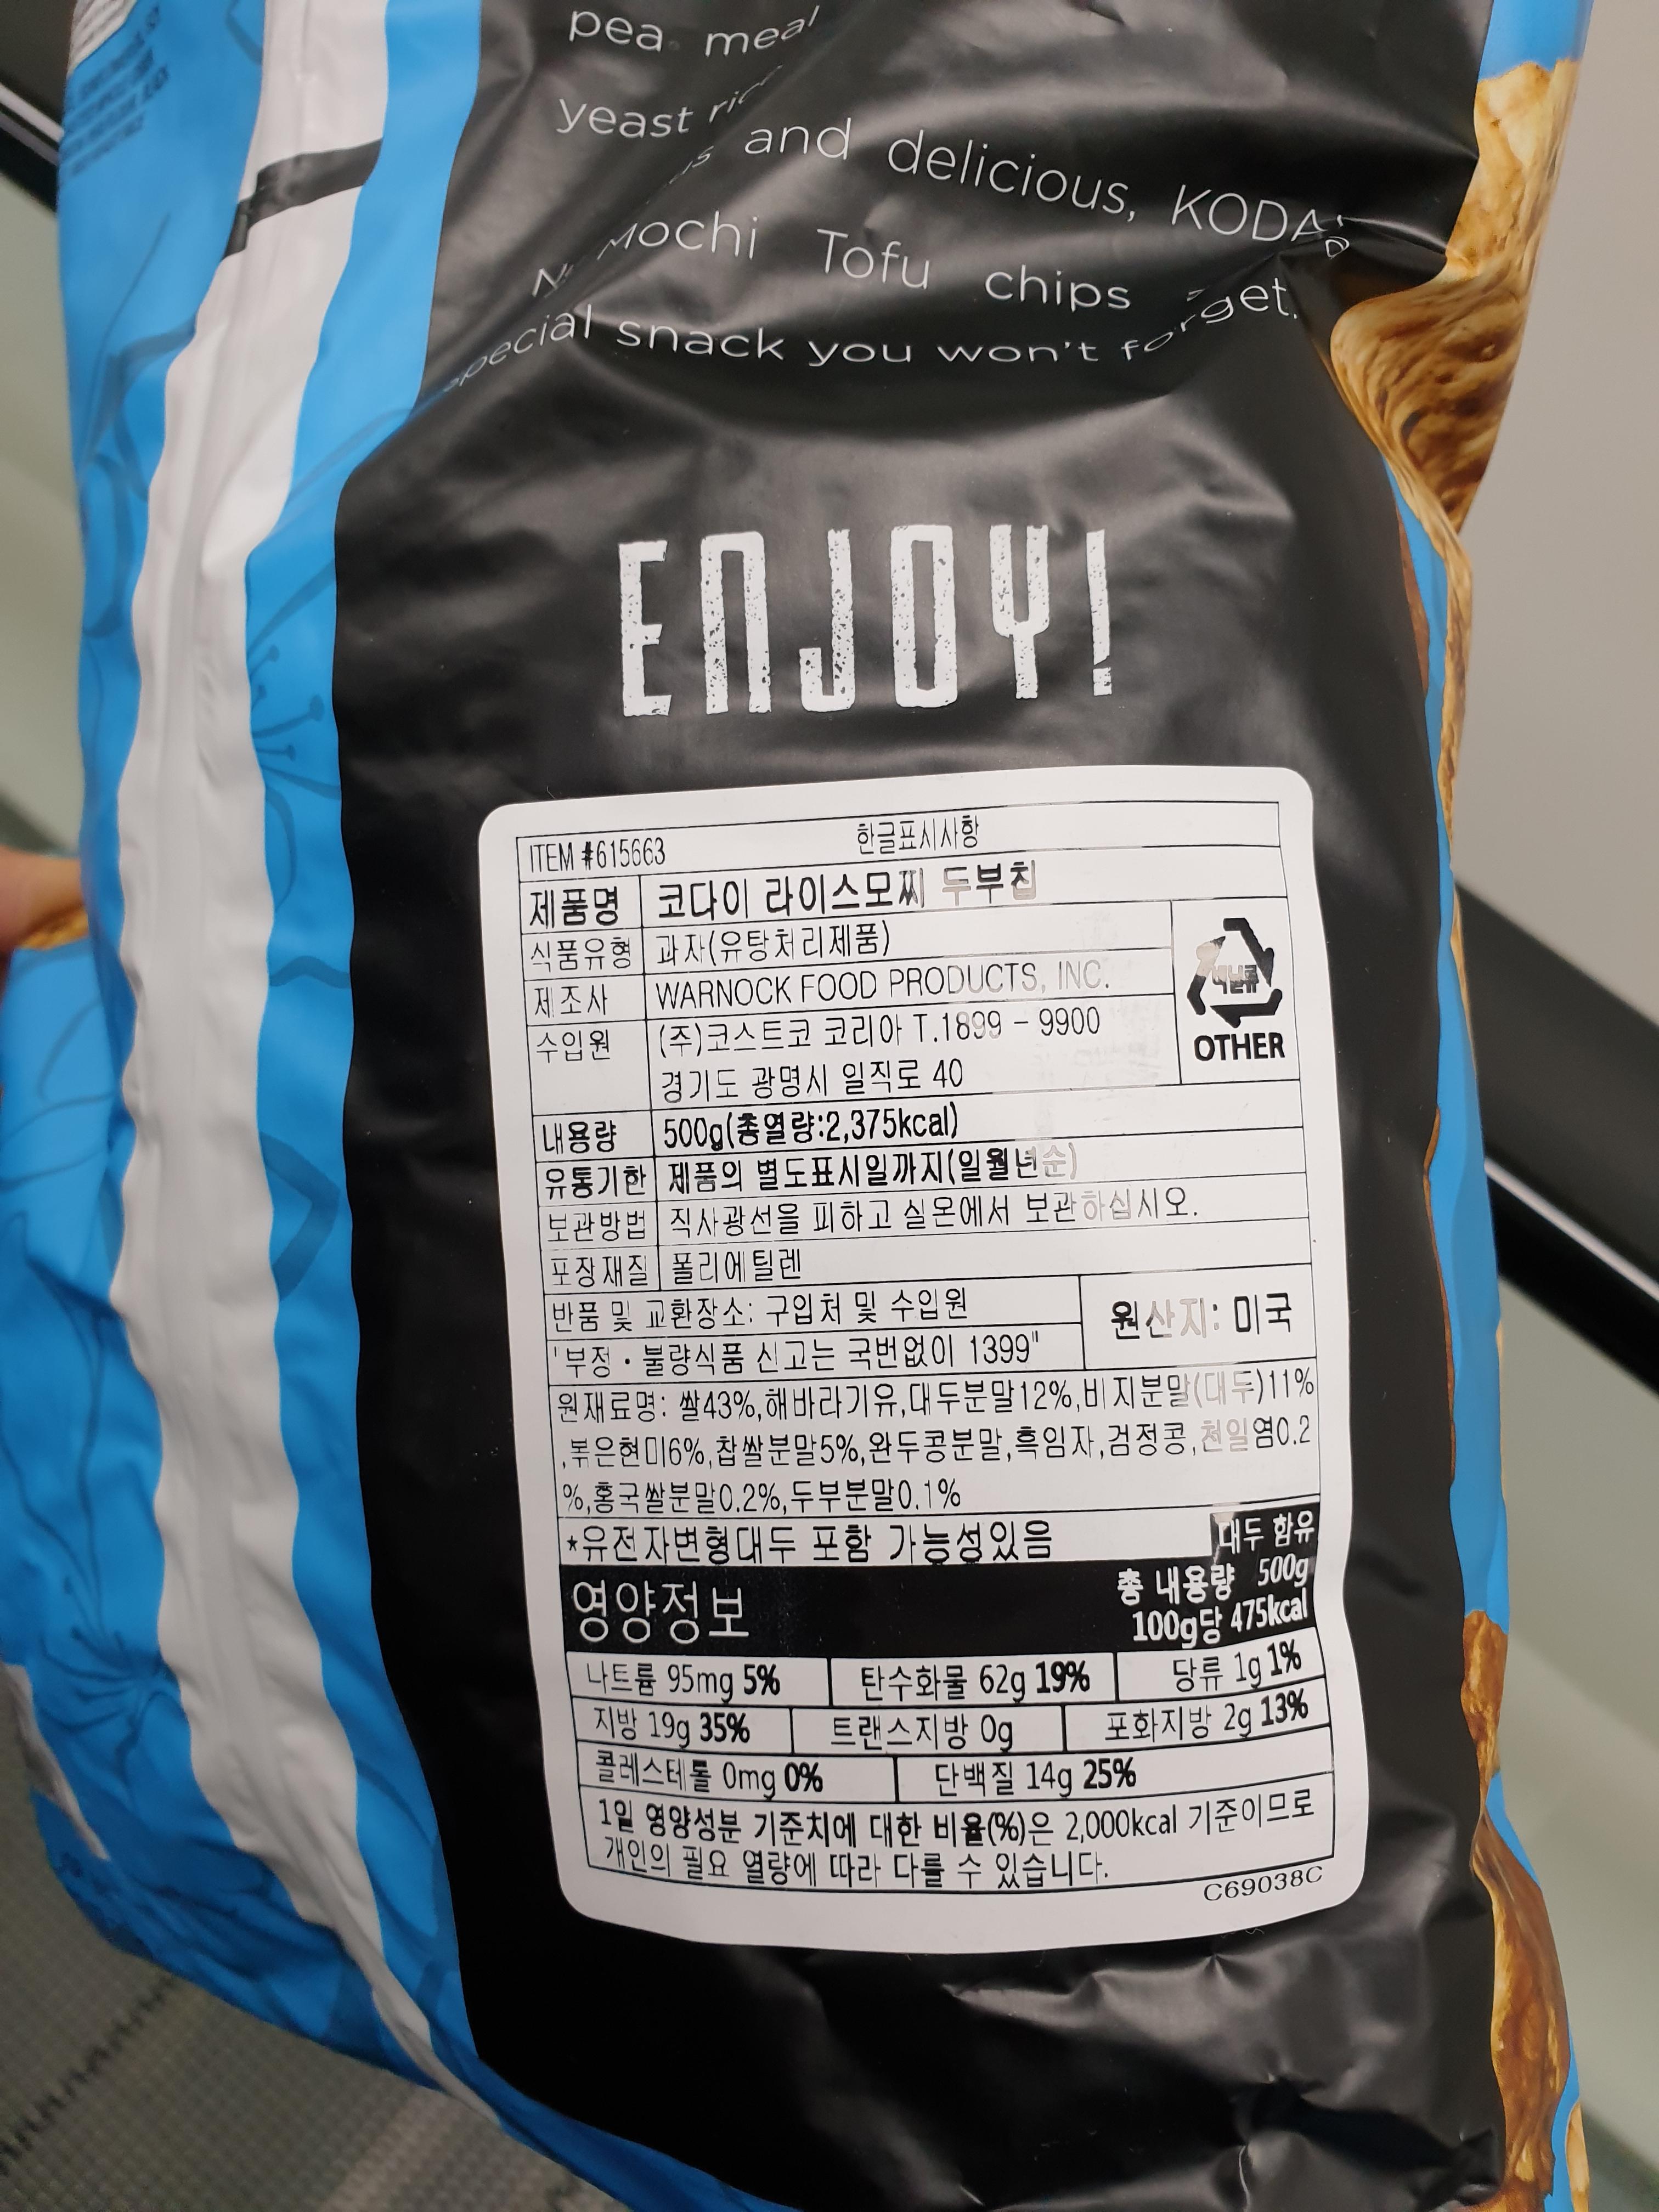 pea meal
yeast
and delicious, KODA
Mochi Tofu chips
special snack you won't forget.
ENJOY!
ITEM #615663 한글표시사항
제품명 코다이 라이스모찌 두부칩
식품유형 과자(유탕처리제품)
제조사 WARNOCK FOOD PRODUCTS, INC.
수입원 (주)코스트코 코리아 T.1899 - 9900
경기도 광명시 일직로 40
비닐류
OTHER
내용량 500g(총열량:2,375kcal)
유통기한 제품의 별도표시일까지(일월년순)
보관방법 직사광선을 피하고 실온에서 보관하십시오.
포장재질 폴리에틸렌
반품 및 교환장소: 구입처 및 수입원
'부정·불량식품 신고는 국번없이 1399"
원산지: 미국
원재료명: 쌀43%,해바라기유,대두분말12%,비지분말(대두)11%
,볶은현미6%,찹쌀분말5%,완두콩분말,흑임자,검정콩,천일염0.2
%,홍국쌀분말0.2%,두부분말0.1%
*유전자변형대두 포함 가능성있음 대두 함유
영양정보 총 내용량 500g
100g당 475kcal
나트륨 95mg 5% 탄수화물 62g 19% 당류 1g 1%
지방 19g 35% 트랜스지방 0g 포화지방 2g 13%
콜레스테롤 0mg 0% 단백질 14g 25%
1일 영양성분 기준치에 대한 비율(%)은 2,000kcal 기준이므로
개인의 필요 열량에 따라 다를 수 있습니다.
C69038C